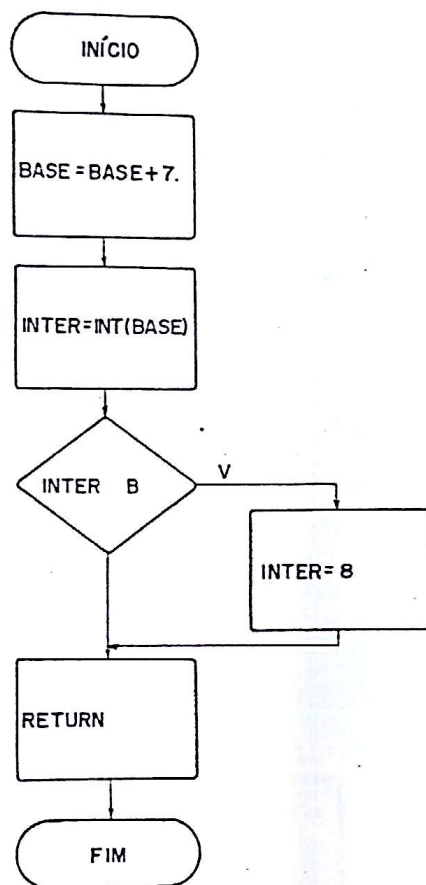 INÍCIO
BASE=BASE+7.
INTER=INT(BASE)
INTER B
V
INTER=8
RETURN
FIM